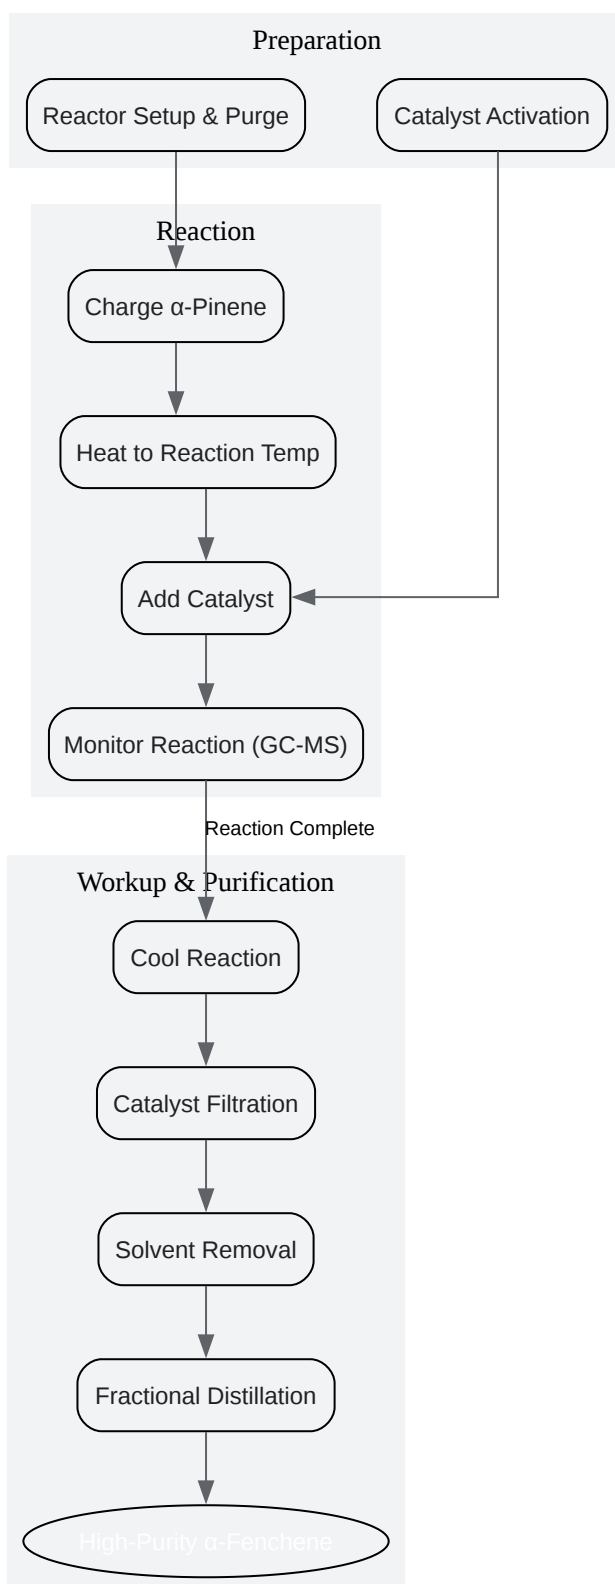 Preparation
Reactor Setup & Purge
Catalyst Activation
Reaction
Charge α-Pinene
Heat to Reaction Temp
Add Catalyst
Monitor Reaction (GC-MS)
Reaction Complete
Workup & Purification
Cool Reaction
Catalyst Filtration
Solvent Removal
Fractional Distillation
High-Purity α-Fenchene